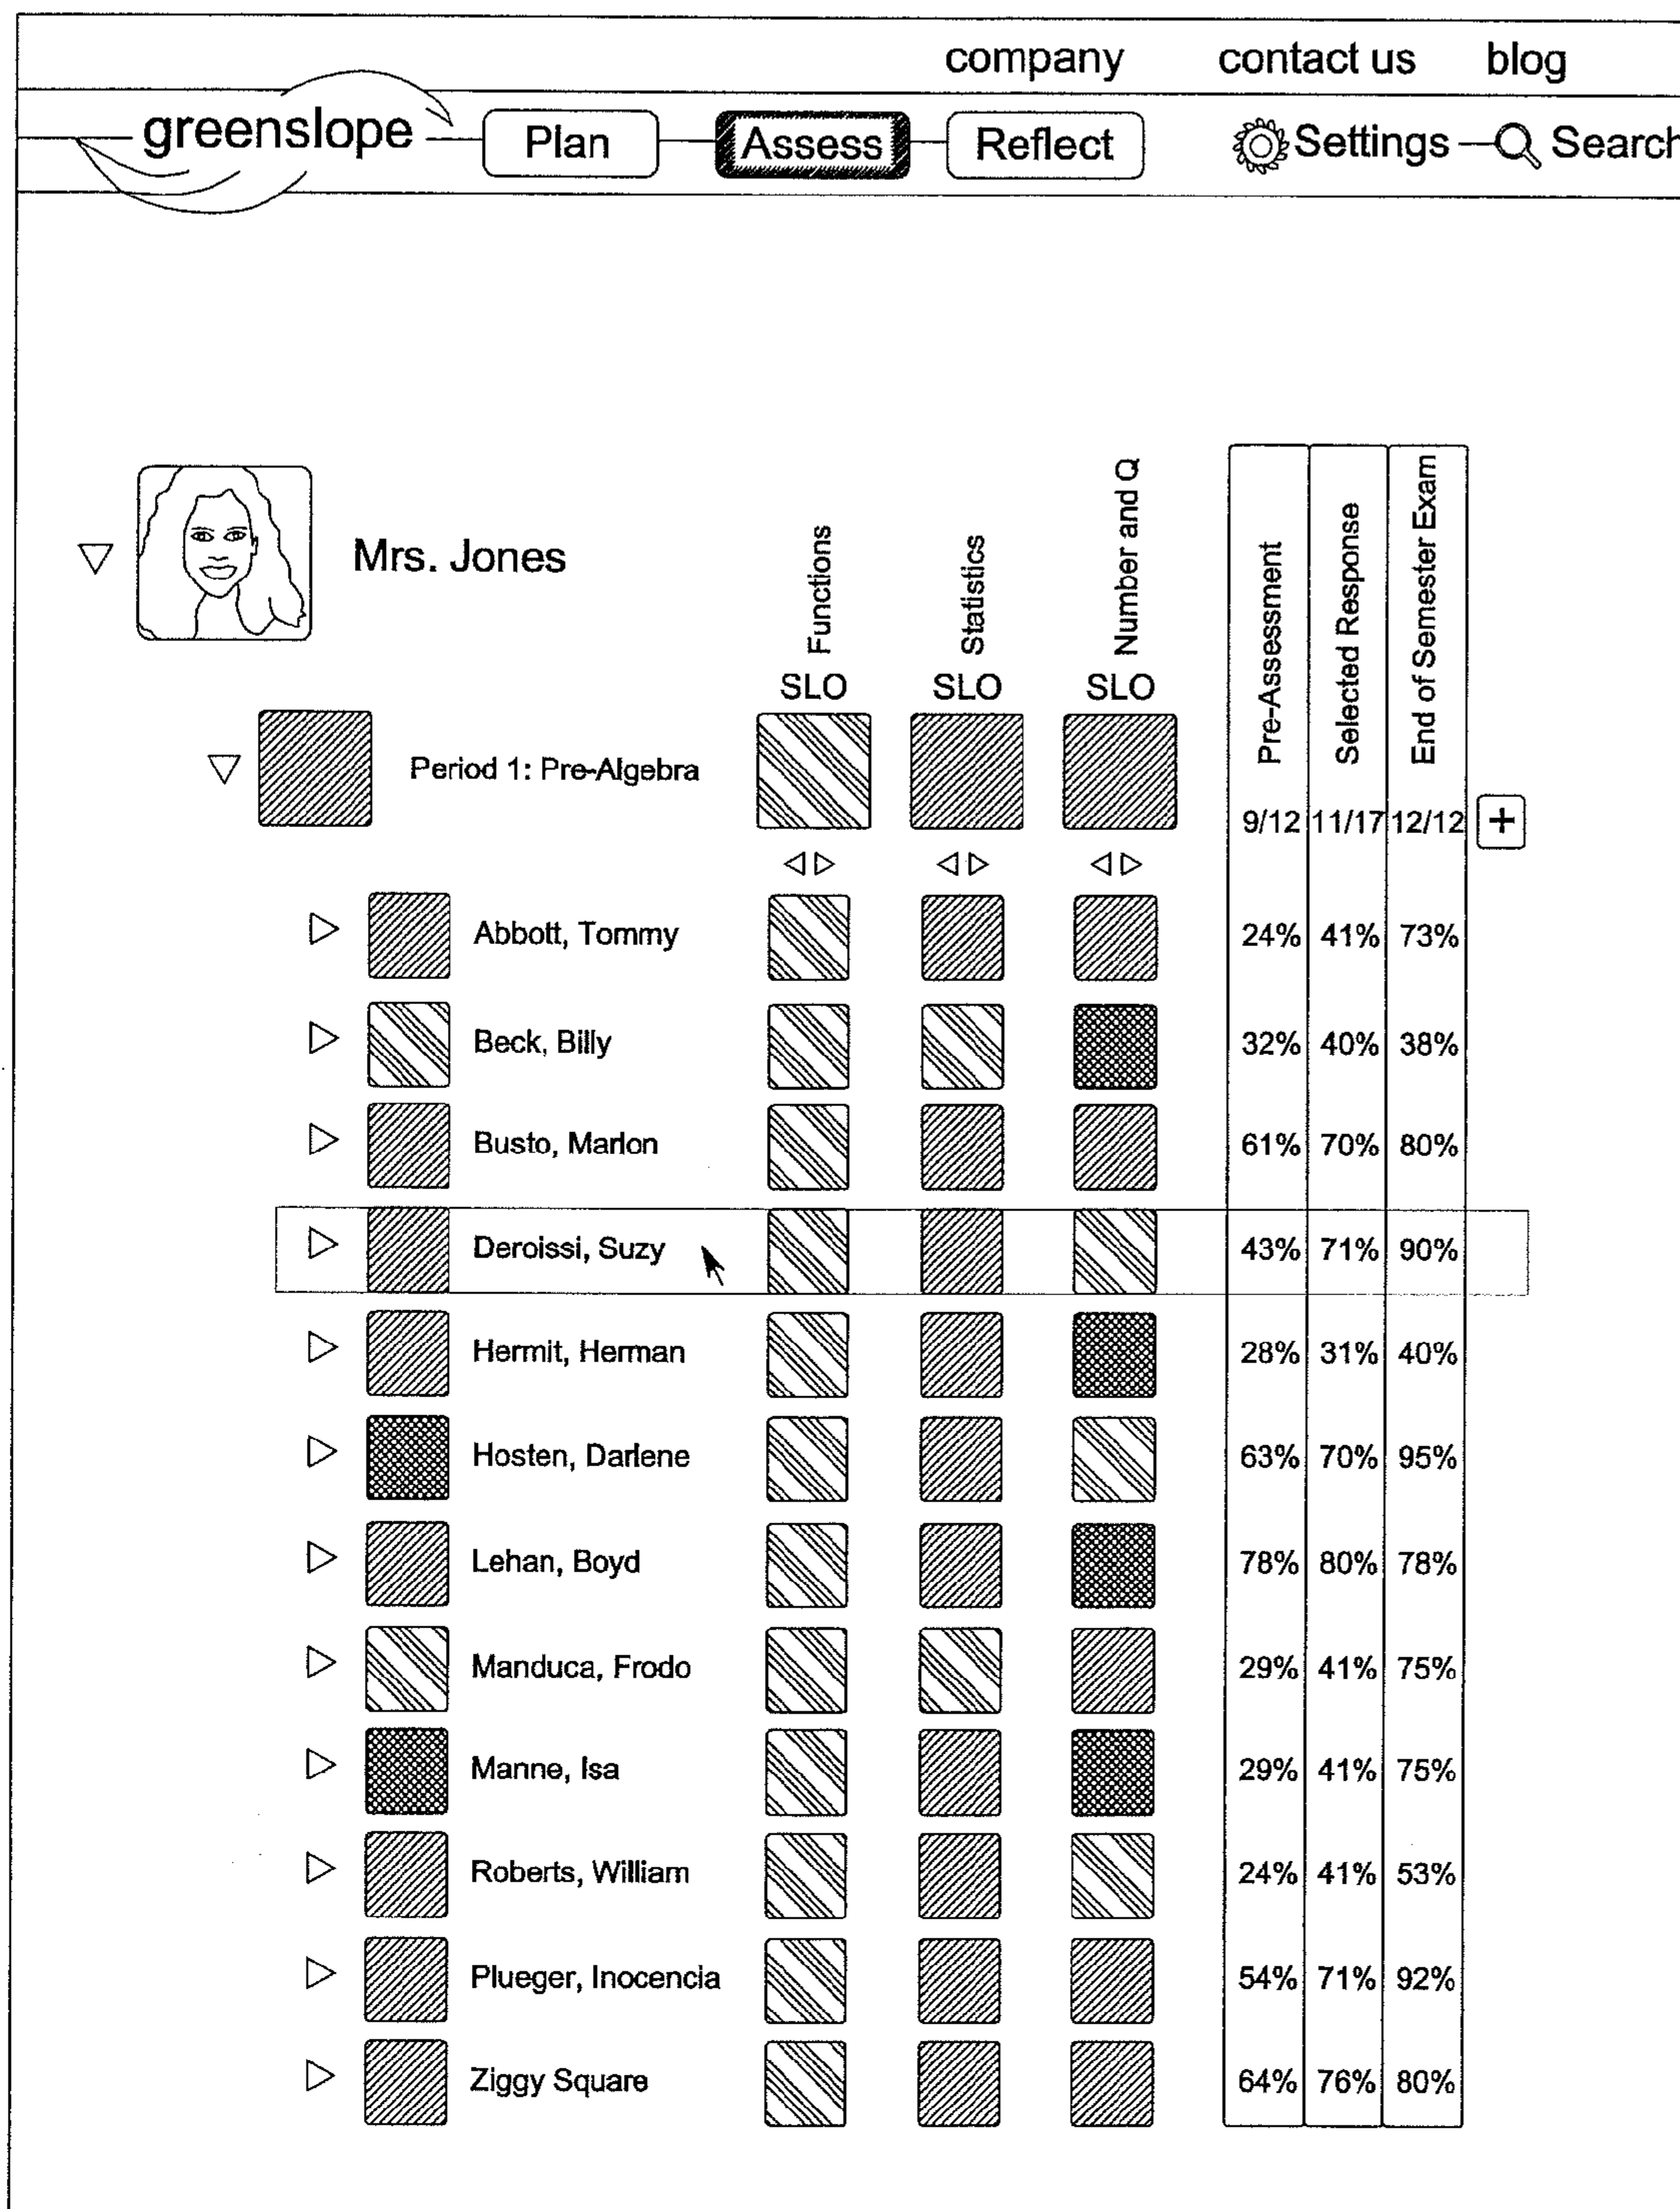 company contact us blog
greenslope Plan Assess Reflect Settings Search
Mrs. Jones
Functions
Statistics
Number and Q
Pre-Assessment
Selected Response
End of Semester Exam
SLO SLO SLO
Period 1: Pre-Algebra
9/12 11/17 12/12 +
Abbott, Tommy 24% 41% 73%
Beck, Billy 32% 40% 38%
Busto, Marlon 61% 70% 80%
Deroissi, Suzy 43% 71% 90%
Hermit, Herman 28% 31% 40%
Hosten, Darlene 63% 70% 95%
Lehan, Boyd 78% 80% 78%
Manduca, Frodo 29% 41% 75%
Manne, Isa 29% 41% 75%
Roberts, William 24% 41% 53%
Plueger, Inocencia 54% 71% 92%
Ziggy Square 64% 76% 80%